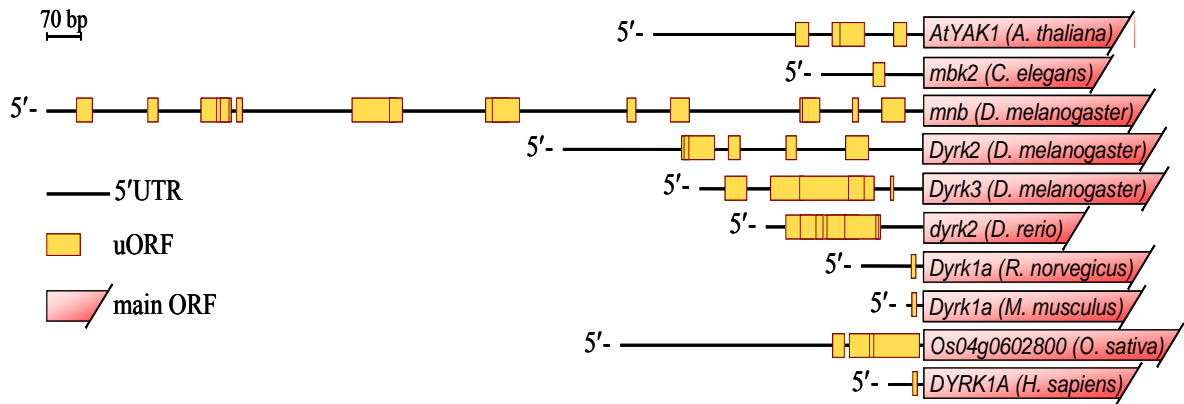 70 bp
5′- AtYAK1 (A. thaliana)
5′- mbk2 (C. elegans)
5′- mnb (D. melanogaster)
5′- Dyrk2 (D. melanogaster)
5′- Dyrk3 (D. melanogaster)
5′- dyrk2 (D. rerio)
5′- Dyrk1a (R. norvegicus)
5′- Dyrk1a (M. musculus)
5′- Os04g0602800 (O. sativa)
5′- DYRK1A (H. sapiens)
5′UTR
uORF
main ORF